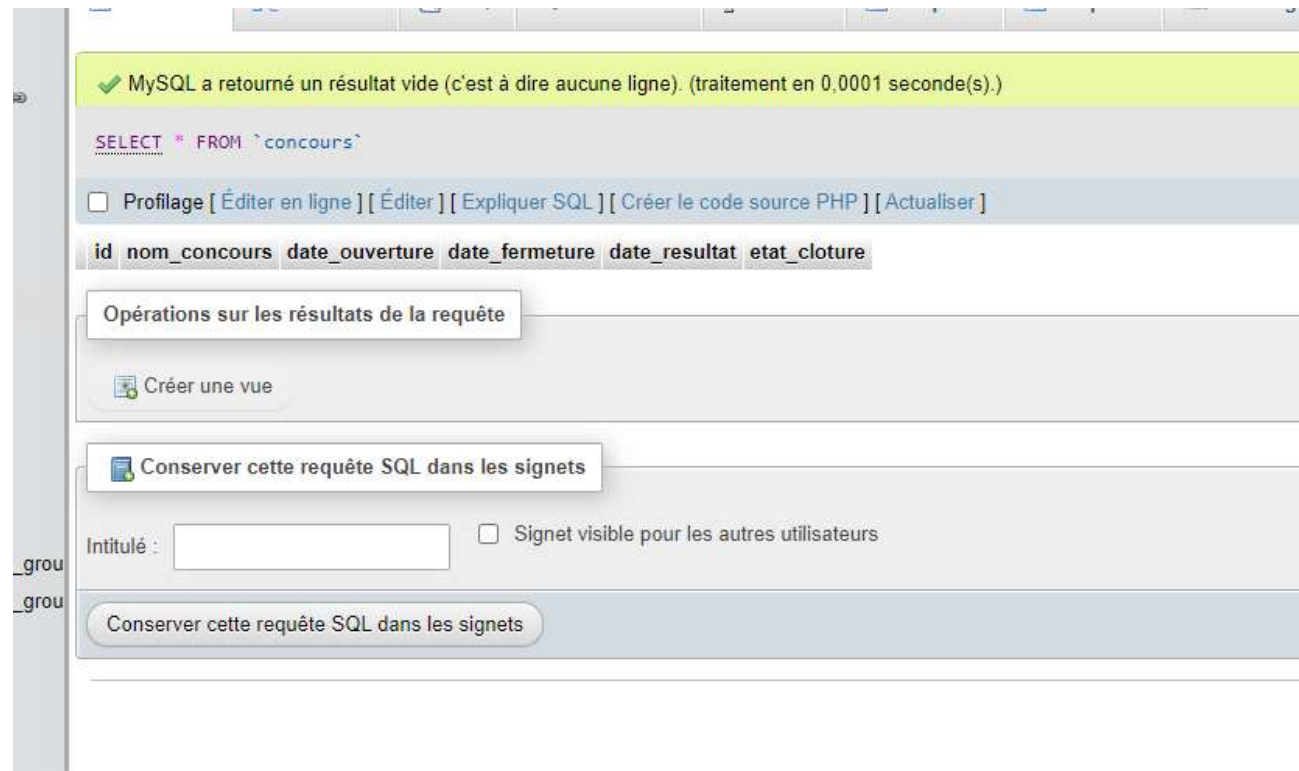 MySQL a retourné un résultat vide (c'est à dire aucune ligne). (traitement en 0,0001 seconde(s).)
SELECT * FROM `concours`
Profilage [ Éditer en ligne ] [ Éditer ] [ Expliquer SQL ] [ Créer le code source PHP ] [ Actualiser ]
id nom_concours date_ouverture date_fermeture date_resultat etat_cloture
Opérations sur les résultats de la requête
Créer une vue
Conserver cette requête SQL dans les signets
Intitulé : Signet visible pour les autres utilisateurs
_grou
_grou
Conserver cette requête SQL dans les signets